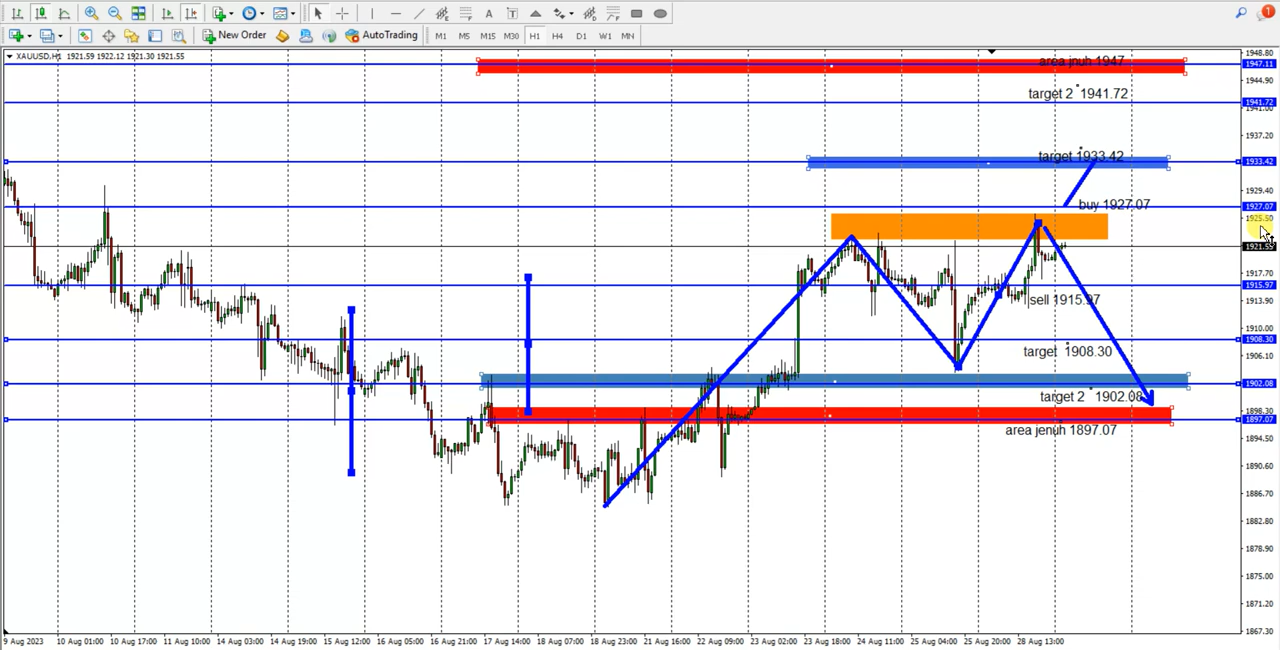 New Order
AutoTrading
M1 M5 M15 M30 H1 H4 D1 W1 MN
1
XAUUSD,H1 1921.59 1922.12 1921.30 1921.55
area jnuh 1947
target 2 1941.72
target 1933.42
buy 1927.07
sell 1915.97
target 1908.30
target 2 1902.08
area jenuh 1897.07
1948.80
1947.11
1944.90
1941.72
1941.00
1937.20
1933.42
1929.40
1927.07
1925.50
1921.55
1917.70
1915.97
1913.90
1910.00
1908.30
1906.10
1902.08
1898.30
1897.07
1894.50
1890.60
1886.70
1882.80
1878.90
1875.00
1871.20
1867.30
9 Aug 2023 10 Aug 01:00 10 Aug 17:00 11 Aug 10:00 14 Aug 03:00 14 Aug 19:00 15 Aug 12:00 16 Aug 05:00 16 Aug 21:00 17 Aug 14:00 18 Aug 07:00 18 Aug 23:00 21 Aug 16:00 22 Aug 09:00 23 Aug 02:00 23 Aug 18:00 24 Aug 11:00 25 Aug 04:00 25 Aug 20:00 28 Aug 13:00